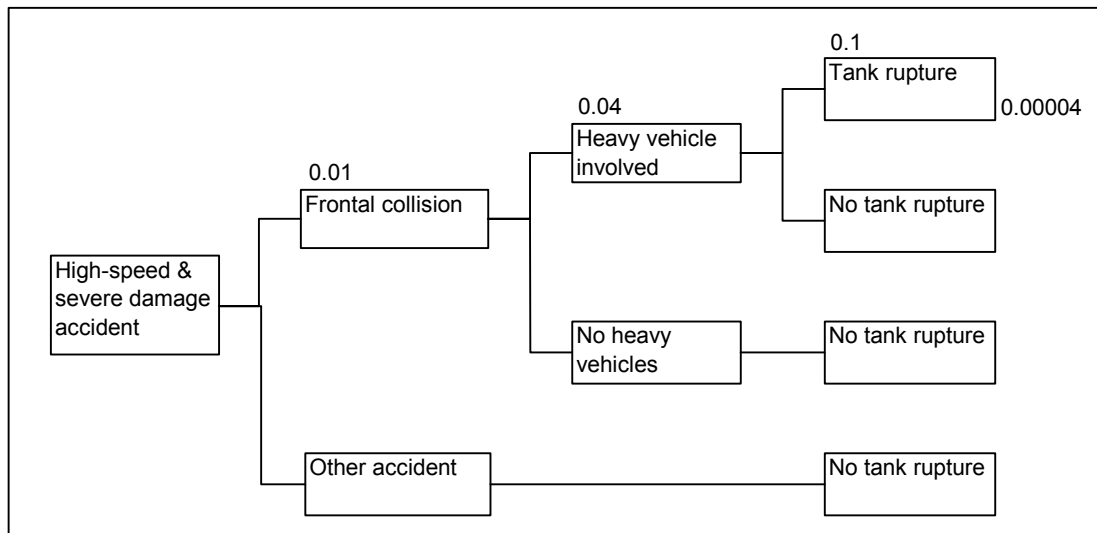 0.1
Tank rupture
0.00004
0.04
Heavy vehicle
involved
0.01
Frontal collision
No tank rupture
High-speed &
severe damage
accident
No heavy
vehicles
No tank rupture
Other accident
No tank rupture